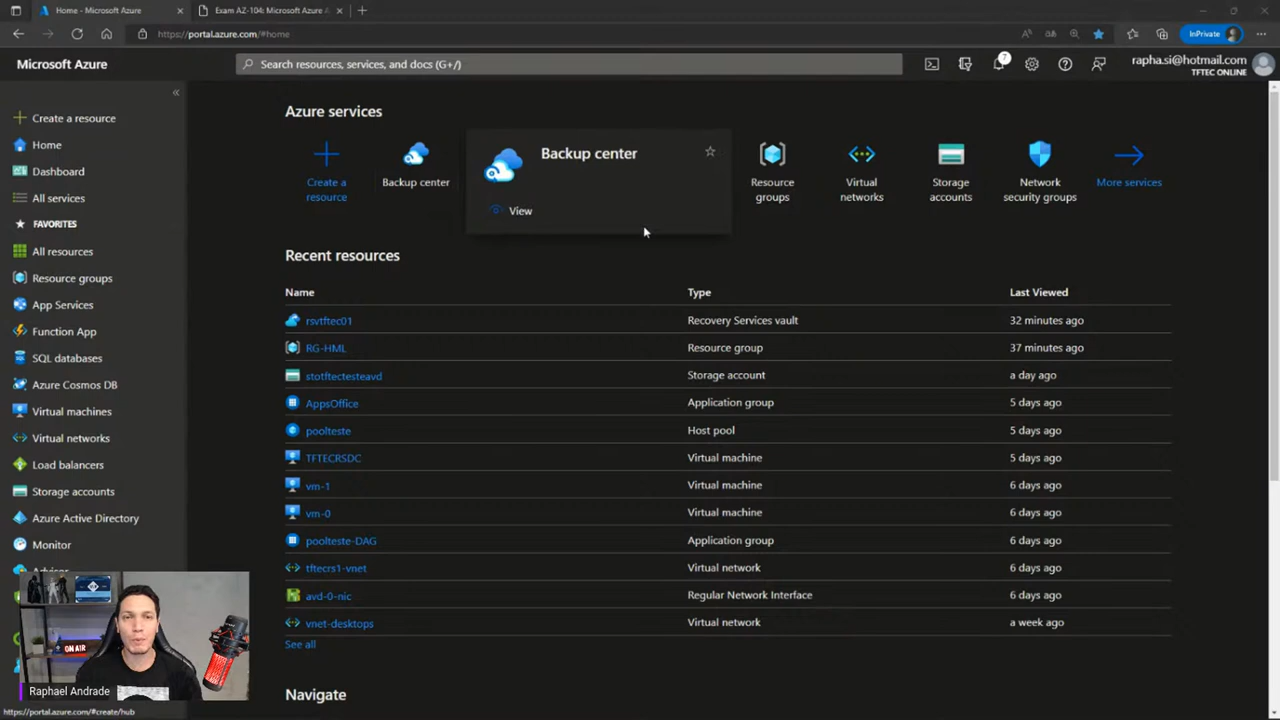 Home - Microsoft Azure
Exam AZ-104: Microsoft Azure A
https://portal.azure.com/#home
InPrivate
Microsoft Azure
Search resources, services, and docs (G+/)
7
rapha.si@hotmail.com
TFTEC ONLINE
Create a resource
Home
Dashboard
All services
FAVORITES
All resources
Resource groups
App Services
Function App
SQL databases
Azure Cosmos DB
Virtual machines
Virtual networks
Load balancers
Storage accounts
Azure Active Directory
Monitor
Advisor
Azure services
Create a
resource
Backup center
Backup center
View
Resource
groups
Virtual
networks
Storage
accounts
Network
security groups
More services
Recent resources
Name Type Last Viewed
rsvtftec01 Recovery Services vault 32 minutes ago
RG-HML Resource group 37 minutes ago
stotftectesteavd Storage account a day ago
AppsOffice Application group 5 days ago
poolteste Host pool 5 days ago
TFTECRSDC Virtual machine 5 days ago
vm-1 Virtual machine 6 days ago
vm-0 Virtual machine 6 days ago
poolteste-DAG Application group 6 days ago
tftecrs1-vnet Virtual network 6 days ago
avd-0-nic Regular Network Interface 6 days ago
vnet-desktops Virtual network a week ago
See all
Navigate
ON AIR
Raphael Andrade
https://portal.azure.com/#create/hub